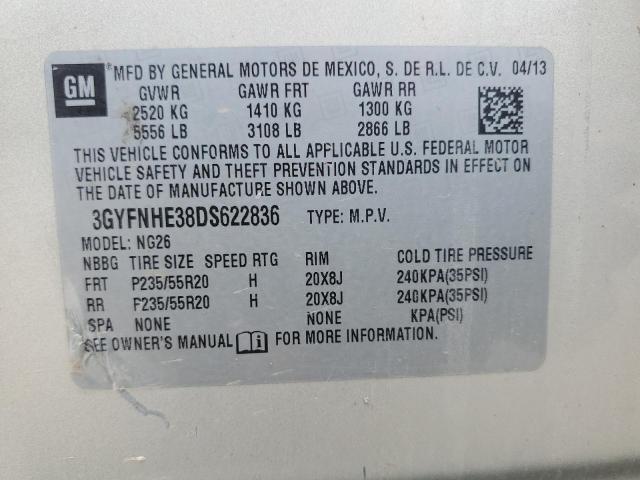 GM MFD BY GENERAL MOTORS DE MEXICO, S. DE R.L. DE C.V. 04/13
GVWR GAWR FRT GAWR RR
2520 KG 1410 KG 1300 KG
5556 LB 3108 LB 2866 LB
THIS VEHICLE CONFORMS TO ALL APPLICABLE U.S. FEDERAL MOTOR
VEHICLE SAFETY AND THEFT PREVENTION STANDARDS IN EFFECT ON
THE DATE OF MANUFACTURE SHOWN ABOVE.
3GYFNHE38DS622836 TYPE: M.P.V.
MODEL: NG26
NBBG TIRE SIZE SPEED RTG RIM COLD TIRE PRESSURE
FRT P235/55R20 H 20X8J 240KPA(35PSI)
RR P235/55R20 H 20X8J 240KPA(35PSI)
SPA NONE NONE KPA(PSI)
SEE OWNER'S MANUAL FOR MORE INFORMATION.